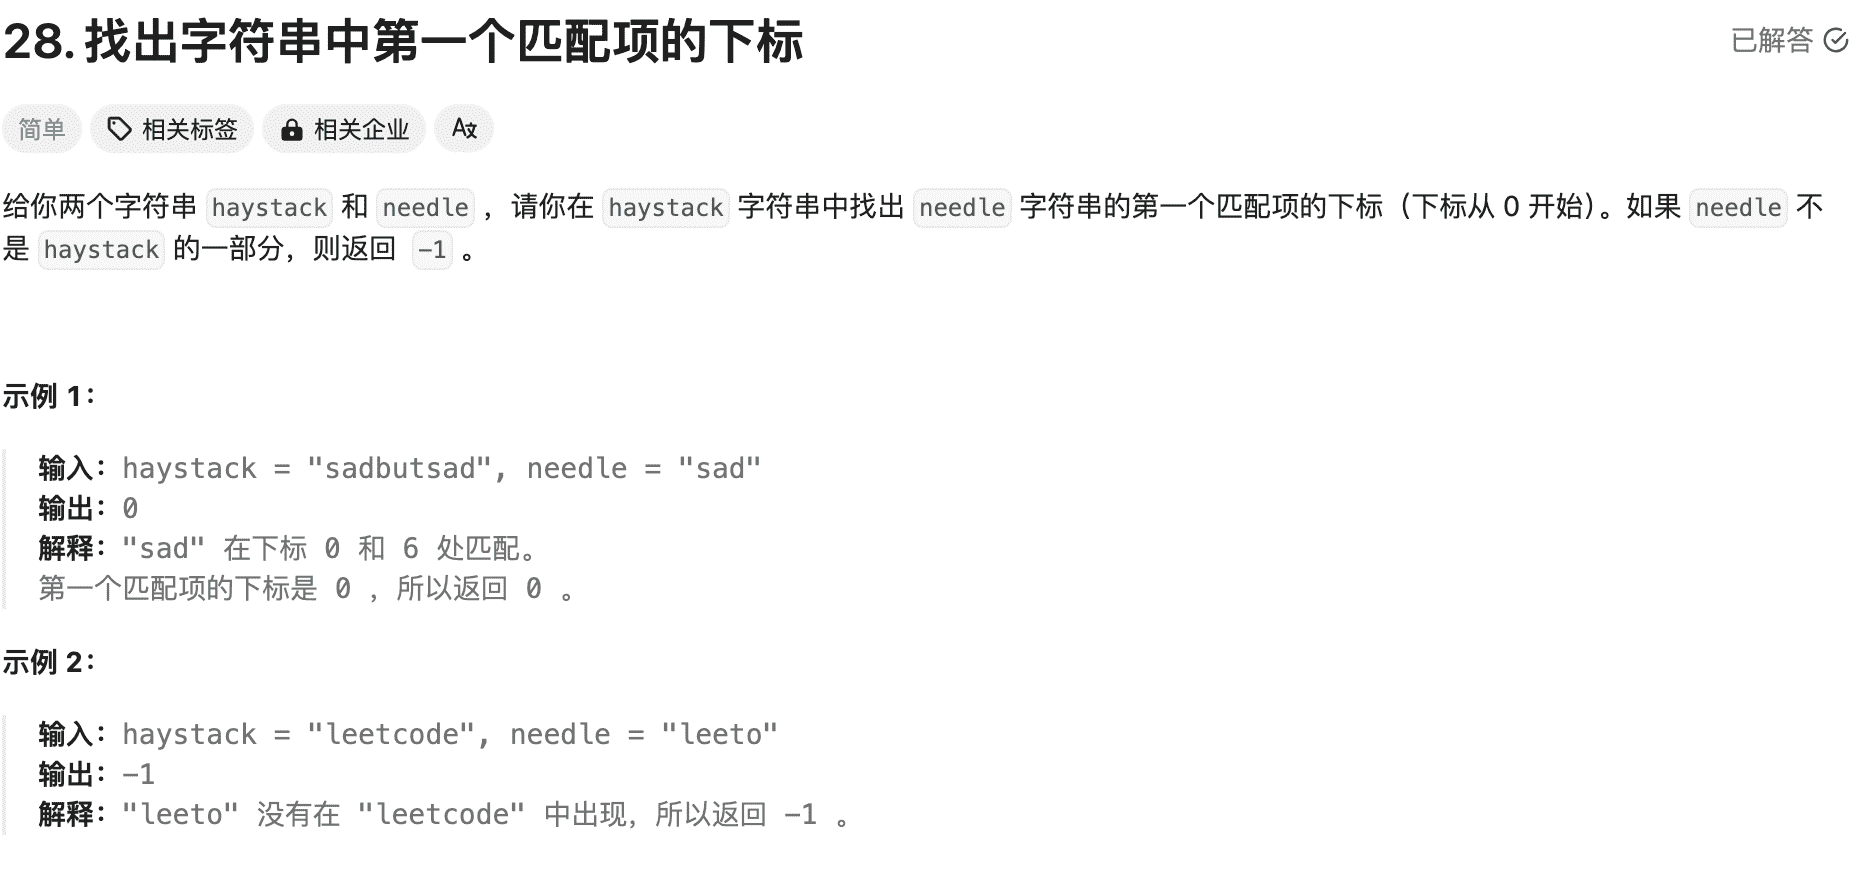 28. 找出字符串中第一个匹配项的下标
已解答
简单 相关标签 相关企业 Ax
给你两个字符串 haystack 和 needle ，请你在 haystack 字符串中找出 needle 字符串的第一个匹配项的下标（下标从 0 开始）。如果 needle 不
是 haystack 的一部分，则返回 -1 。
示例 1：
输入：haystack = "sadbutsad", needle = "sad"
输出：0
解释："sad" 在下标 0 和 6 处匹配。
第一个匹配项的下标是 0 ，所以返回 0 。
示例 2：
输入：haystack = "leetcode", needle = "leeto"
输出：-1
解释："leeto" 没有在 "leetcode" 中出现，所以返回 -1 。